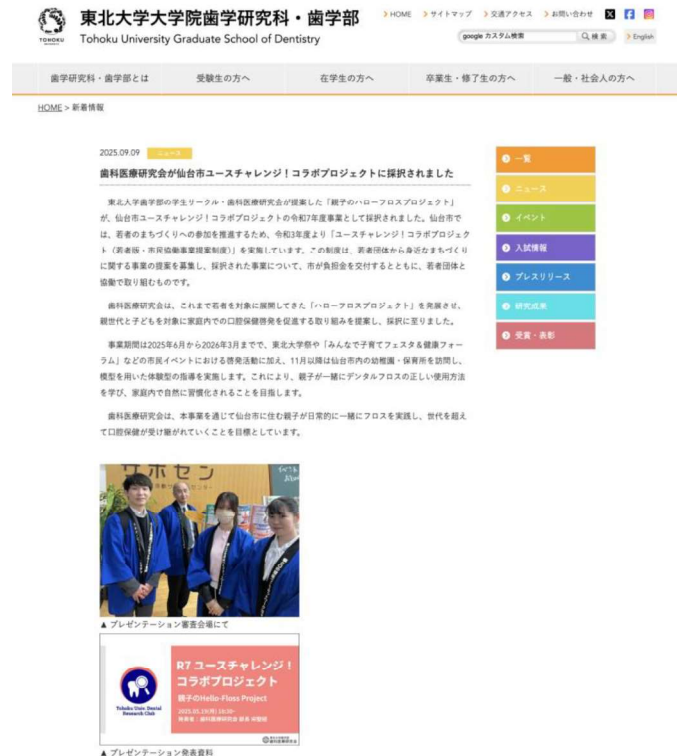 東北大学大学院歯学研究科・歯学部
Tohoku University Graduate School of Dentistry
TOHOKU
HOME サイトマップ 交通アクセス お問い合わせ
google カスタム検索 検索 English
歯学研究科・歯学部とは 受験生の方へ 在学生の方へ 卒業生・修了生の方へ 一般・社会人の方へ
HOME > 新着情報
2025.09.09 ニュース
歯科医療研究会が仙台市ユースチャレンジ！コラボプロジェクトに採択されました
東北大学歯学部の学生サークル・歯科医療研究会が提案した「親子のハローフロスプロジェクト」
が、仙台市ユースチャレンジ！コラボプロジェクトの令和7年度事業として採択されました。仙台市で
は、若者のまちづくりへの参加を推進するため、令和3年度より「ユースチャレンジ！コラボプロジェク
ト（若者版・市民協働事業提案制度）」を実施しています。この制度は、若者団体から身近なまちづくり
に関する事業の提案を募集し、採択された事業について、市が負担金を交付するとともに、若者団体と
協働で取り組むものです。
歯科医療研究会は、これまで若者を対象に展開してきた「ハローフロスプロジェクト」を発展させ、
親世代と子どもを対象に家庭内での口腔保健啓発を促進する取り組みを提案し、採択に至りました。
事業期間は2025年6月から2026年3月までで、東北大学祭や「みんなで子育てフェスタ&健康フォー
ラム」などの市民イベントにおける啓発活動に加え、11月以降は仙台市内の幼稚園・保育所を訪問し、
模型を用いた体験型の指導を実施します。これにより、親子が一緒にデンタルフロスの正しい使用方法
を学び、家庭内で自然に習慣化されることを目指します。
歯科医療研究会は、本事業を通じて仙台市に住む親子が日常的に一緒にフロスを実践し、世代を超え
て口腔保健が受け継がれていくことを目標としています。
一覧
ニュース
イベント
入試情報
プレスリリース
研究成果
受賞・表彰
サポセン
▲ プレゼンテーション審査会場にて
R7 ユースチャレンジ！
コラボプロジェクト
親子のHello-Floss Project
Tohoku Univ. Dental
Research Club
▲ プレゼンテーション発表資料